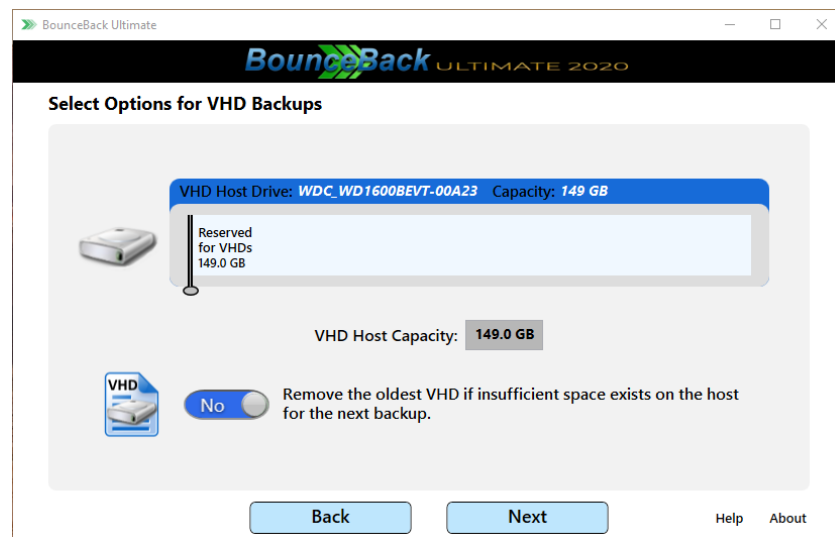 BounceBack Ultimate
BounceBack ULTIMATE 2020
Select Options for VHD Backups
VHD Host Drive: WDC_WD1600BEVT-00A23 Capacity: 149 GB
Reserved
for VHDs
149.0 GB
VHD Host Capacity: 149.0 GB
VHD
No
Remove the oldest VHD if insufficient space exists on the host
for the next backup.
Back Next Help About